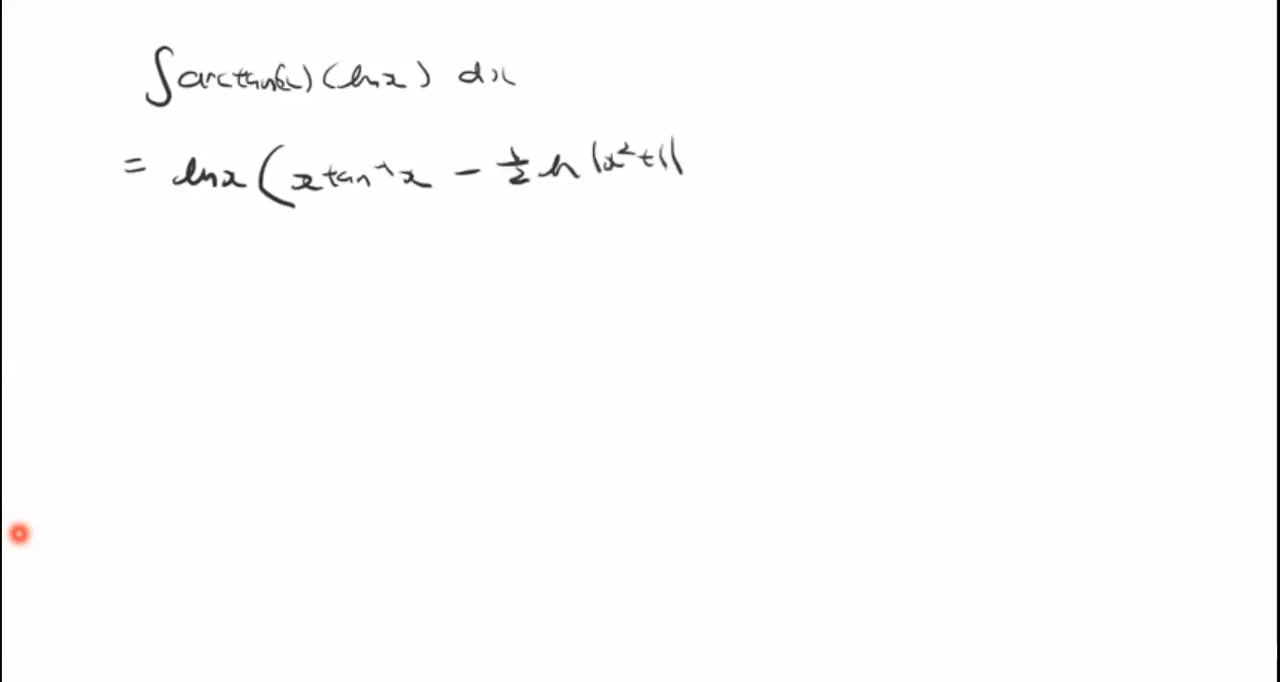 ∫arctan(x)(ln x) dx
= ln x (x tan⁻¹x − ½ ln|x²+1|